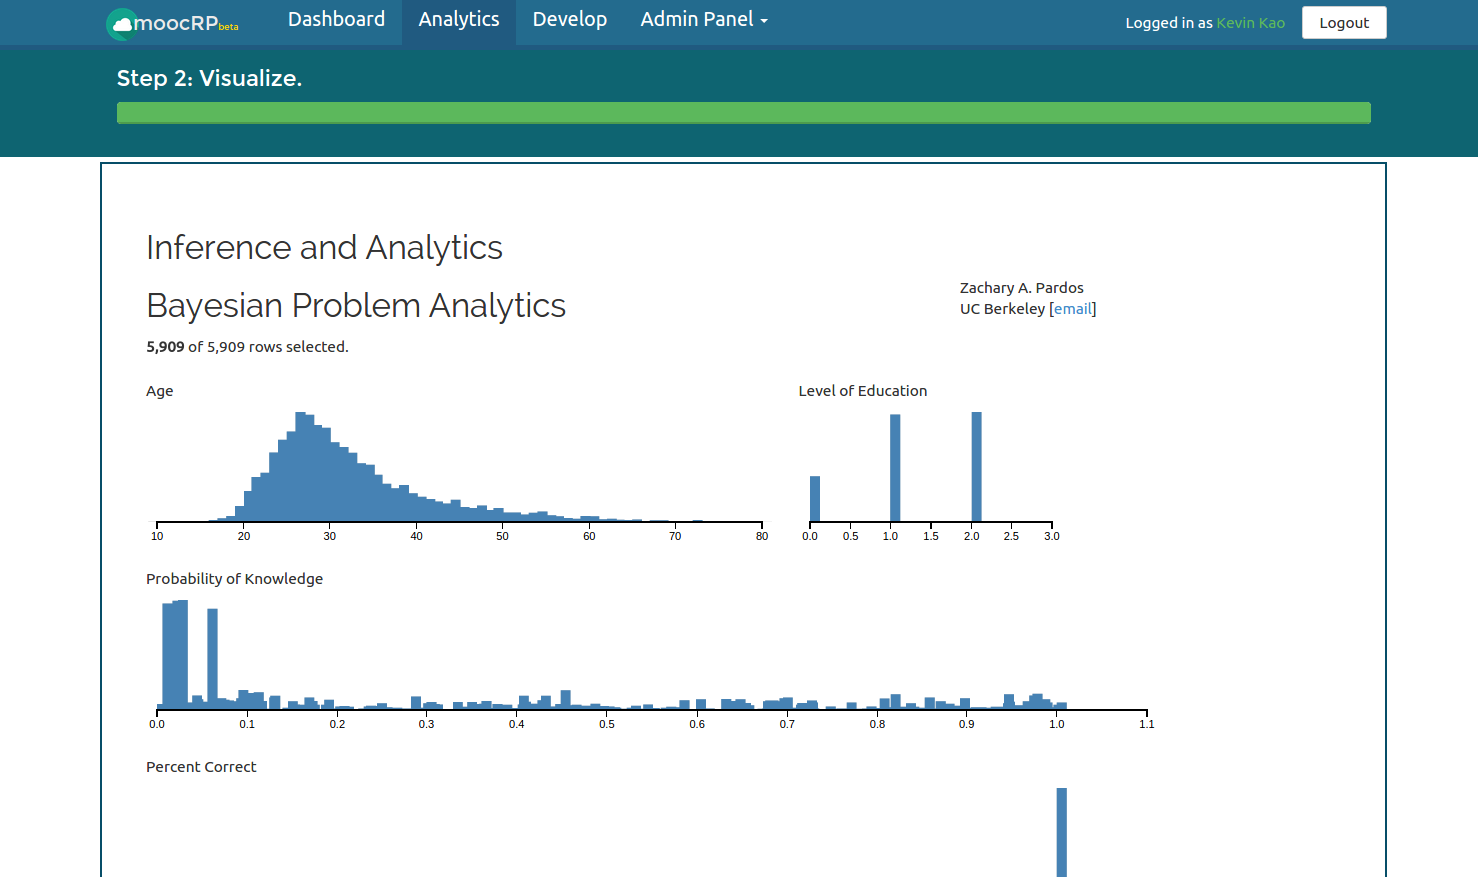 moocRPbeta Dashboard Analytics Develop Admin Panel Logged in as Kevin Kao Logout
Step 2: Visualize.
Inference and Analytics
Bayesian Problem Analytics
Zachary A. Pardos
UC Berkeley [email]
5,909 of 5,909 rows selected.
Age
10 20 30 40 50 60 70 80
Level of Education
0.0 0.5 1.0 1.5 2.0 2.5 3.0
Probability of Knowledge
0.0 0.1 0.2 0.3 0.4 0.5 0.6 0.7 0.8 0.9 1.0 1.1
Percent Correct